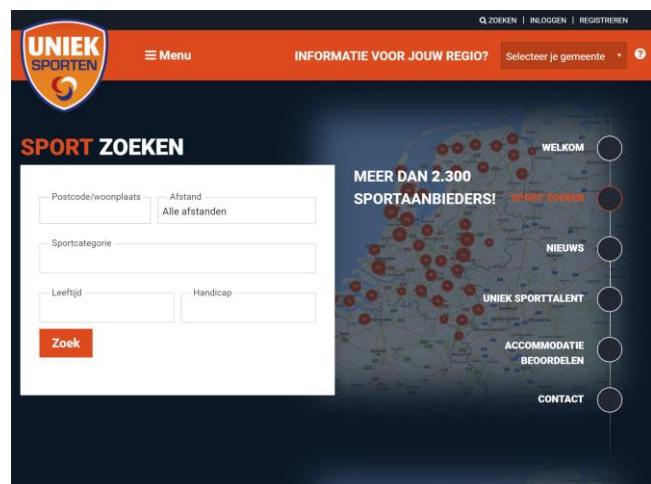 ZOEKEN | INLOGGEN | REGISTREREN
UNIEK
SPORTEN
Menu
INFORMATIE VOOR JOUW REGIO?
Selecteer je gemeente
?
SPORT ZOEKEN
Postcode/woonplaats
Afstand
Alle afstanden
Sportcategorie
Leeftijd
Handicap
Zoek
MEER DAN 2.300
SPORTAANBIEDERS!
WELKOM
SPORT ZOEKEN
NIEUWS
UNIEK SPORTTALENT
ACCOMMODATIE
BEOORDELEN
CONTACT